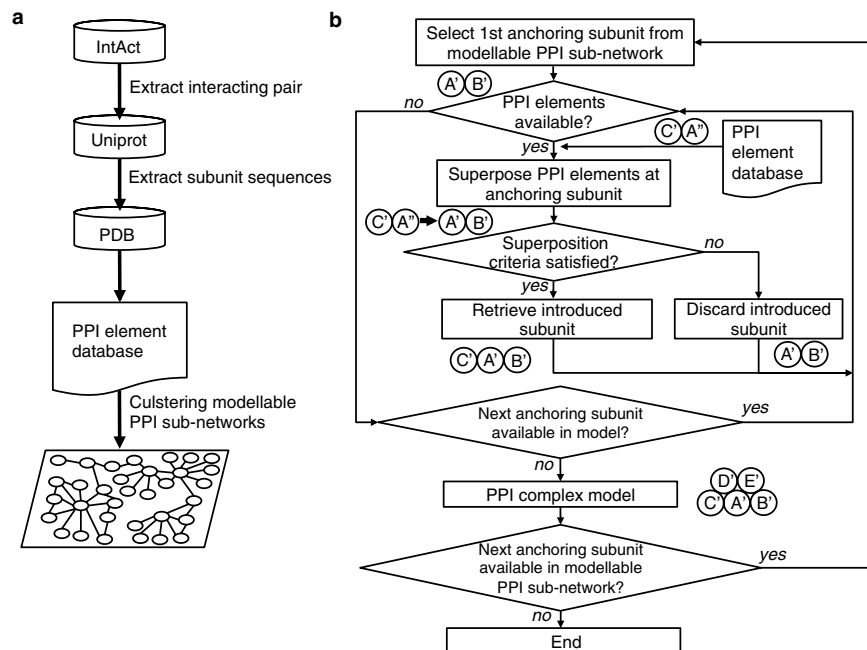 a
IntAct
Extract interacting pair
Uniprot
Extract subunit sequences
PDB
PPI element
database
Culstering modellable
PPI sub-networks
b
Select 1st anchoring subunit from
modellable PPI sub-network
A' B'
no
PPI elements
available?
yes
C' A''
PPI
element
database
Superpose PPI elements at
anchoring subunit
C' A'' A' B'
Superposition
criteria satisfied?
no
yes
Retrieve introduced
subunit
Discard introduced
subunit
C' A' B'
A' B'
Next anchoring subunit
available in model?
yes
no
PPI complex model
D' E'
C' A' B'
Next anchoring subunit
available in modellable
PPI sub-network?
yes
no
End